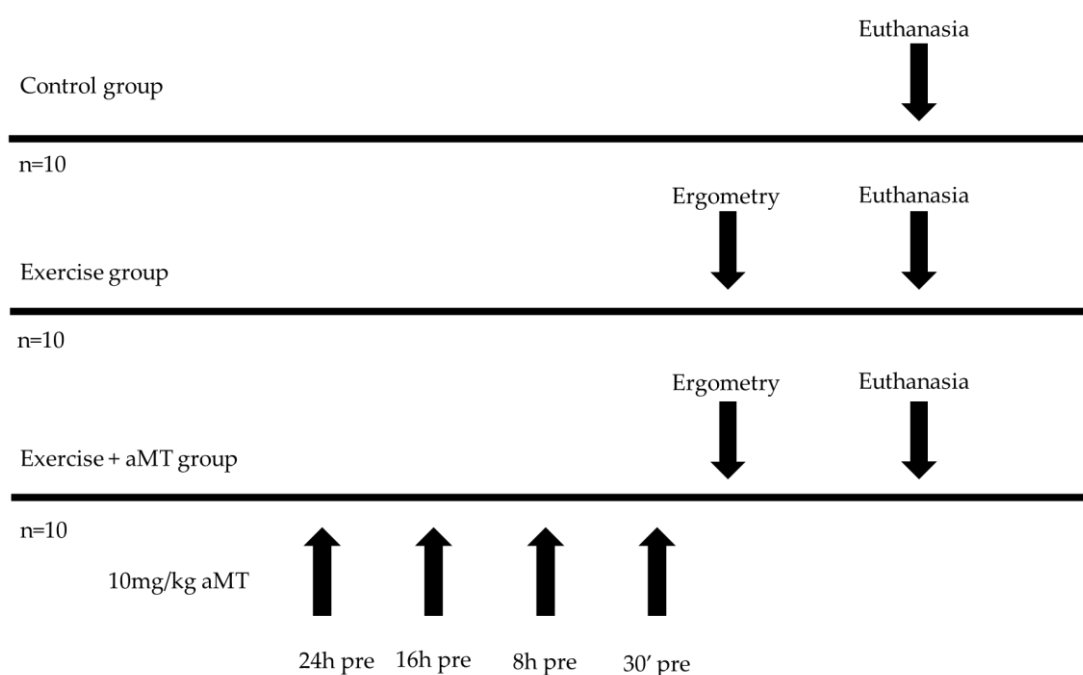 Euthanasia
Control group
n=10
Ergometry Euthanasia
Exercise group
n=10
Ergometry Euthanasia
Exercise + aMT group
n=10
10mg/kg aMT
24h pre 16h pre 8h pre 30′ pre